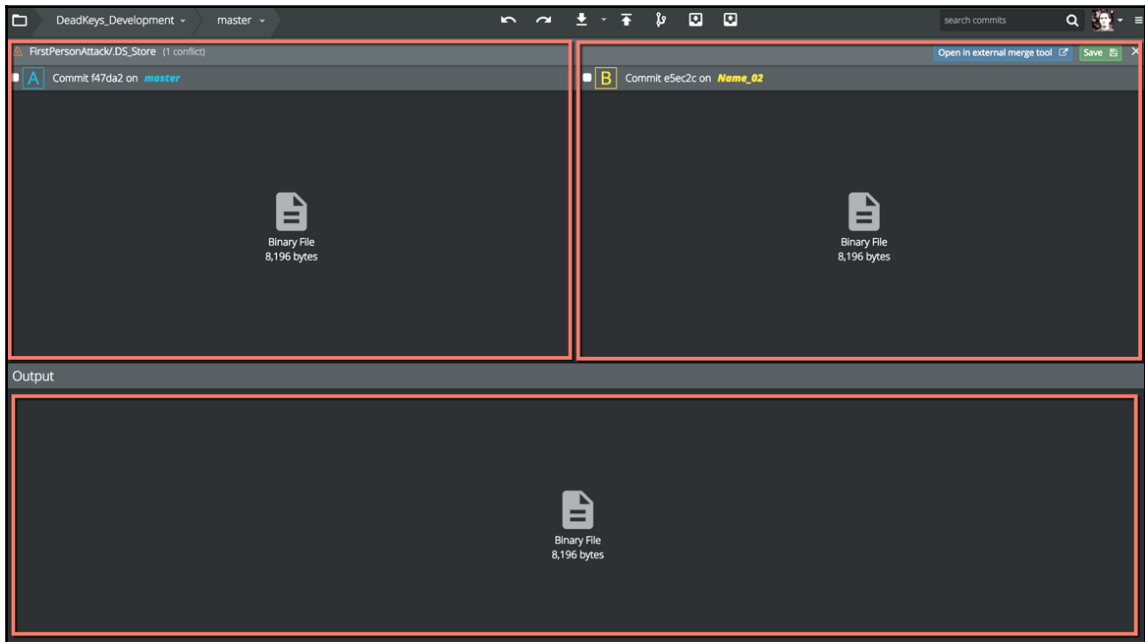 DeadKeys_Development master search commits
FirstPersonAttack/.DS_Store (1 conflict) Open in external merge tool Save
A Commit f47da2 on master
B Commit e5ec2c on Name_02
Binary File
8,196 bytes
Binary File
8,196 bytes
Output
Binary File
8,196 bytes